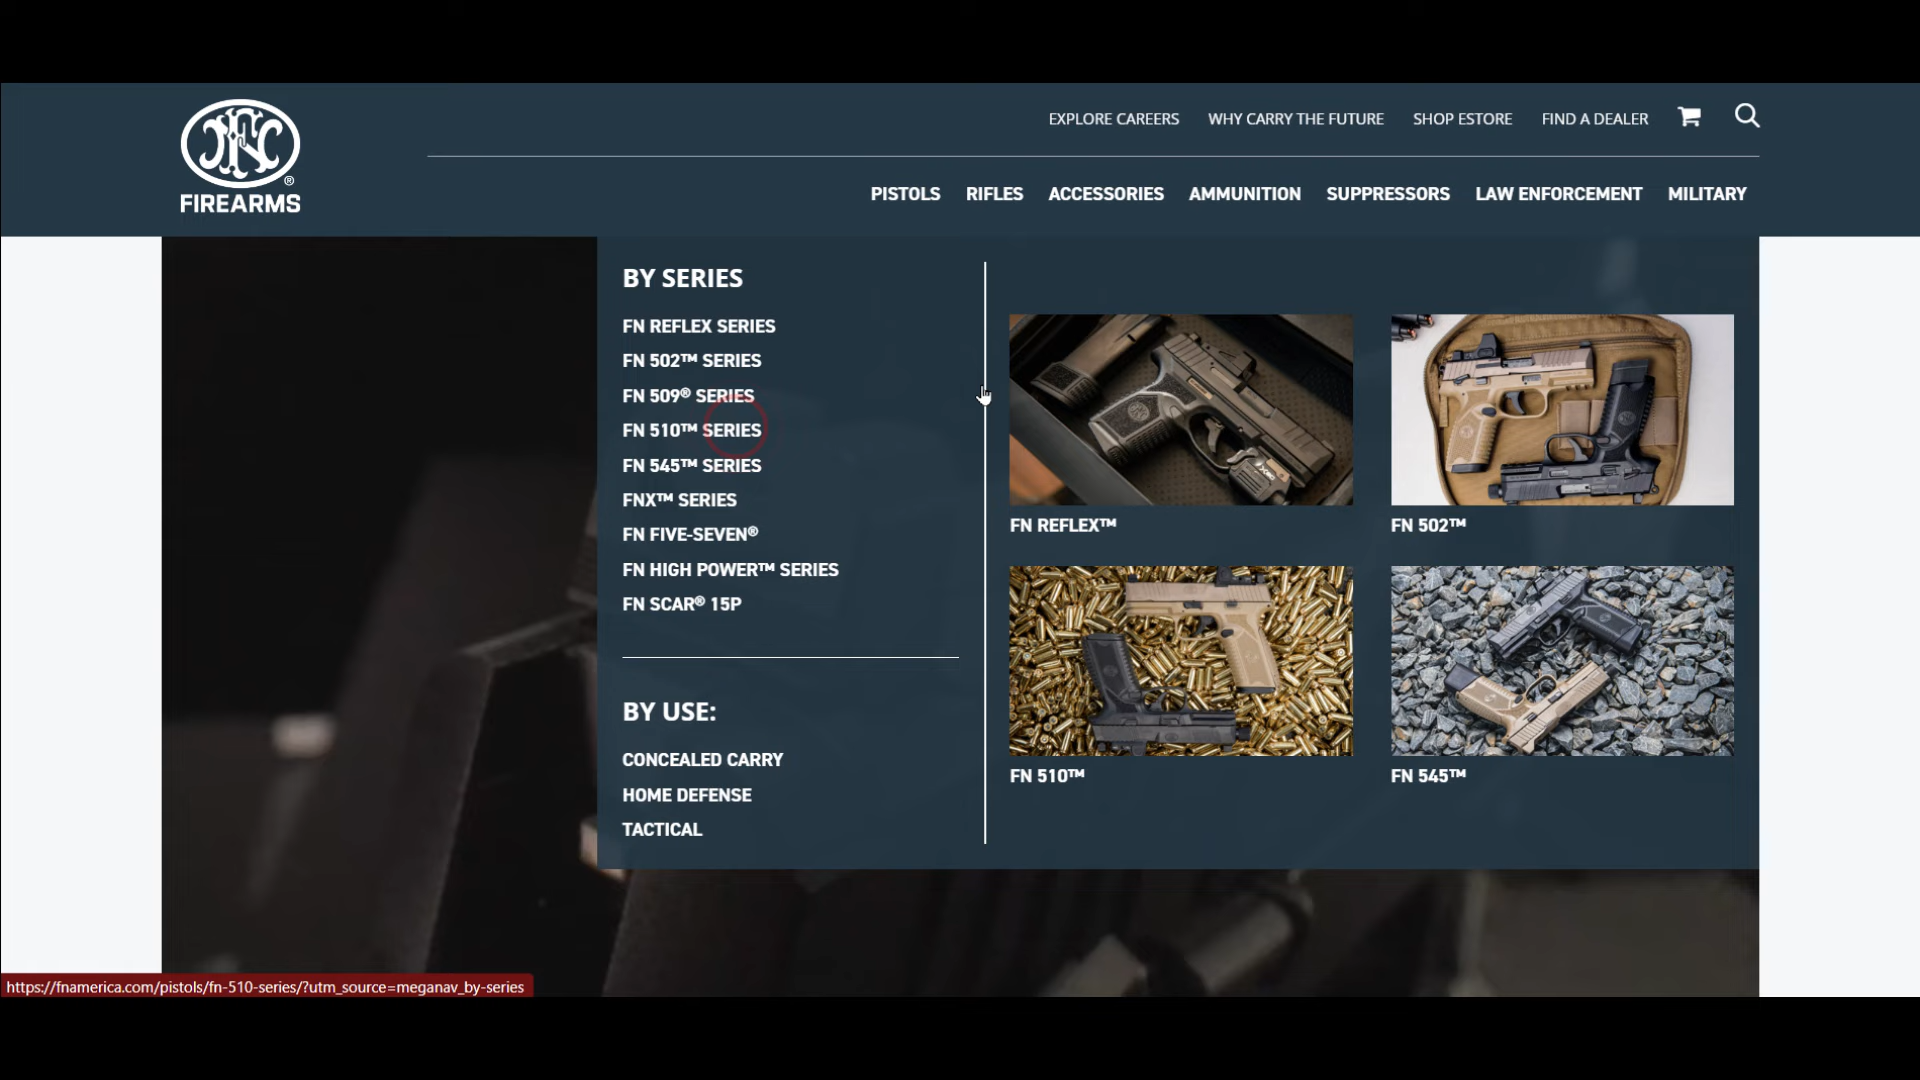 EXPLORE CAREERS WHY CARRY THE FUTURE SHOP ESTORE FIND A DEALER
FN
FIREARMS®
PISTOLS RIFLES ACCESSORIES AMMUNITION SUPPRESSORS LAW ENFORCEMENT MILITARY
BY SERIES
FN REFLEX SERIES
FN 502™ SERIES
FN 509® SERIES
FN 510™ SERIES
FN 545™ SERIES
FNX™ SERIES
FN FIVE-SEVEN®
FN HIGH POWER™ SERIES
FN SCAR® 15P
BY USE:
CONCEALED CARRY
HOME DEFENSE
TACTICAL
FN REFLEX™
FN 502™
FN 510™
FN 545™
https://fnamerica.com/pistols/fn-510-series/?utm_source=meganav_by-series